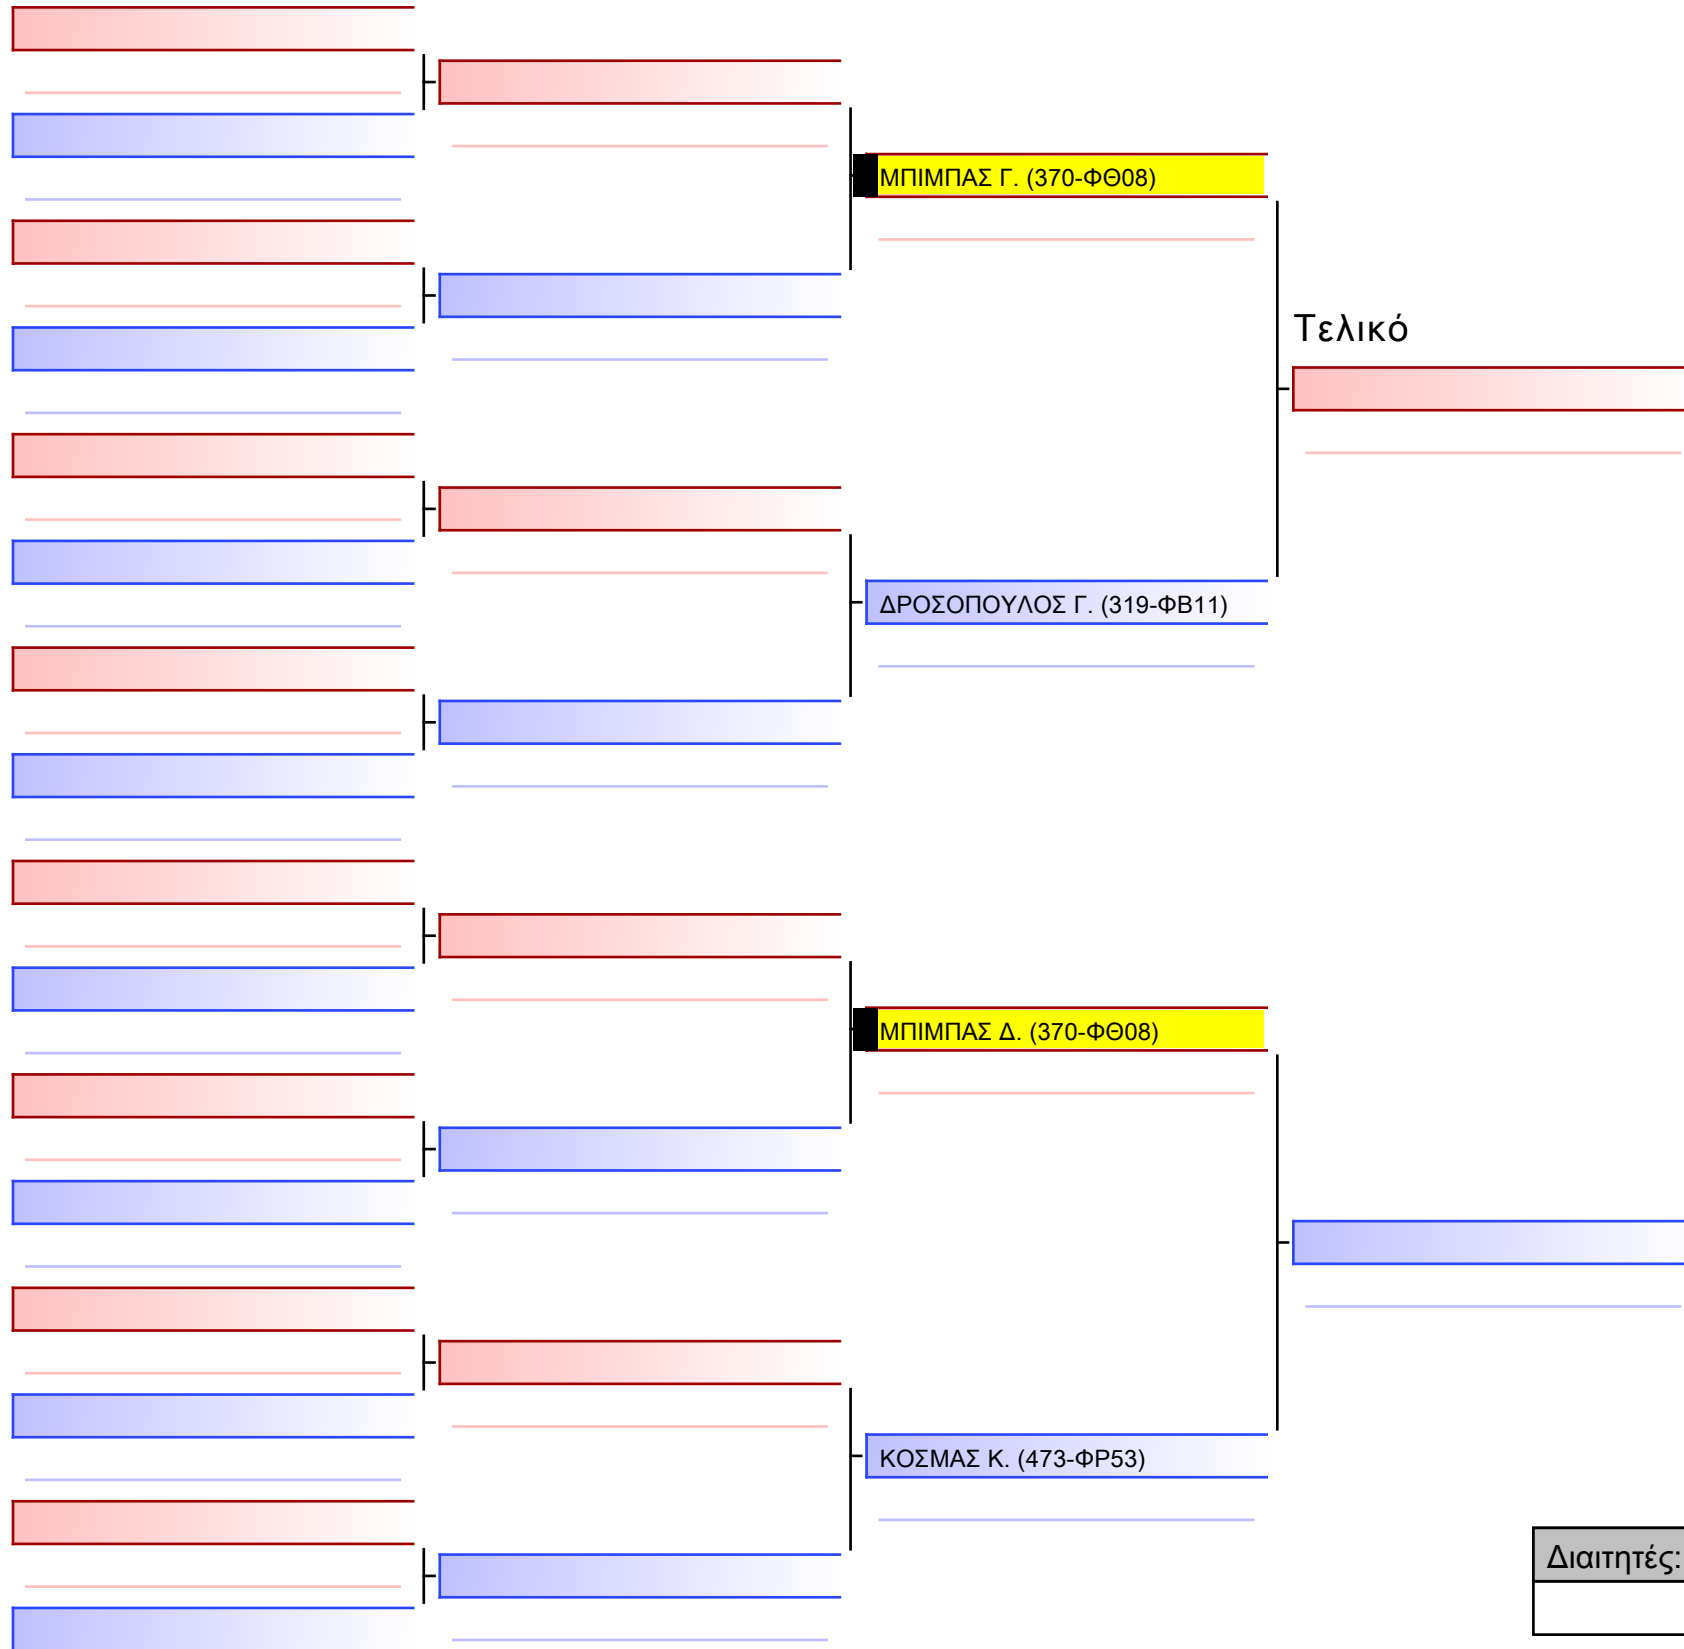 ΜΠΙΜΠΑΣ Γ. (370-ΦΘ08)
Τελικό
ΔΡΟΣΟΠΟΥΛΟΣ Γ. (319-ΦΒ11)
ΜΠΙΜΠΑΣ Δ. (370-ΦΘ08)
ΚΟΣΜΑΣ Κ. (473-ΦΡ53)
Διαιτητές: